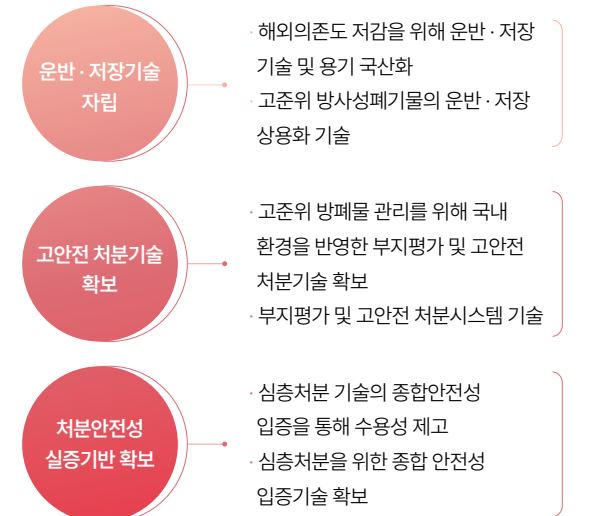 운반 · 저장기술
자립
· 해외의존도 저감을 위해 운반 · 저장
기술 및 용기 국산화
· 고준위 방사성폐기물의 운반 · 저장
상용화 기술
고안전 처분기술
확보
· 고준위 방폐물 관리를 위해 국내
환경을 반영한 부지평가 및 고안전
처분기술 확보
· 부지평가 및 고안전 처분시스템 기술
처분안전성
실증기반 확보
· 심층처분 기술의 종합안전성
입증을 통해 수용성 제고
· 심층처분을 위한 종합 안전성
입증기술 확보